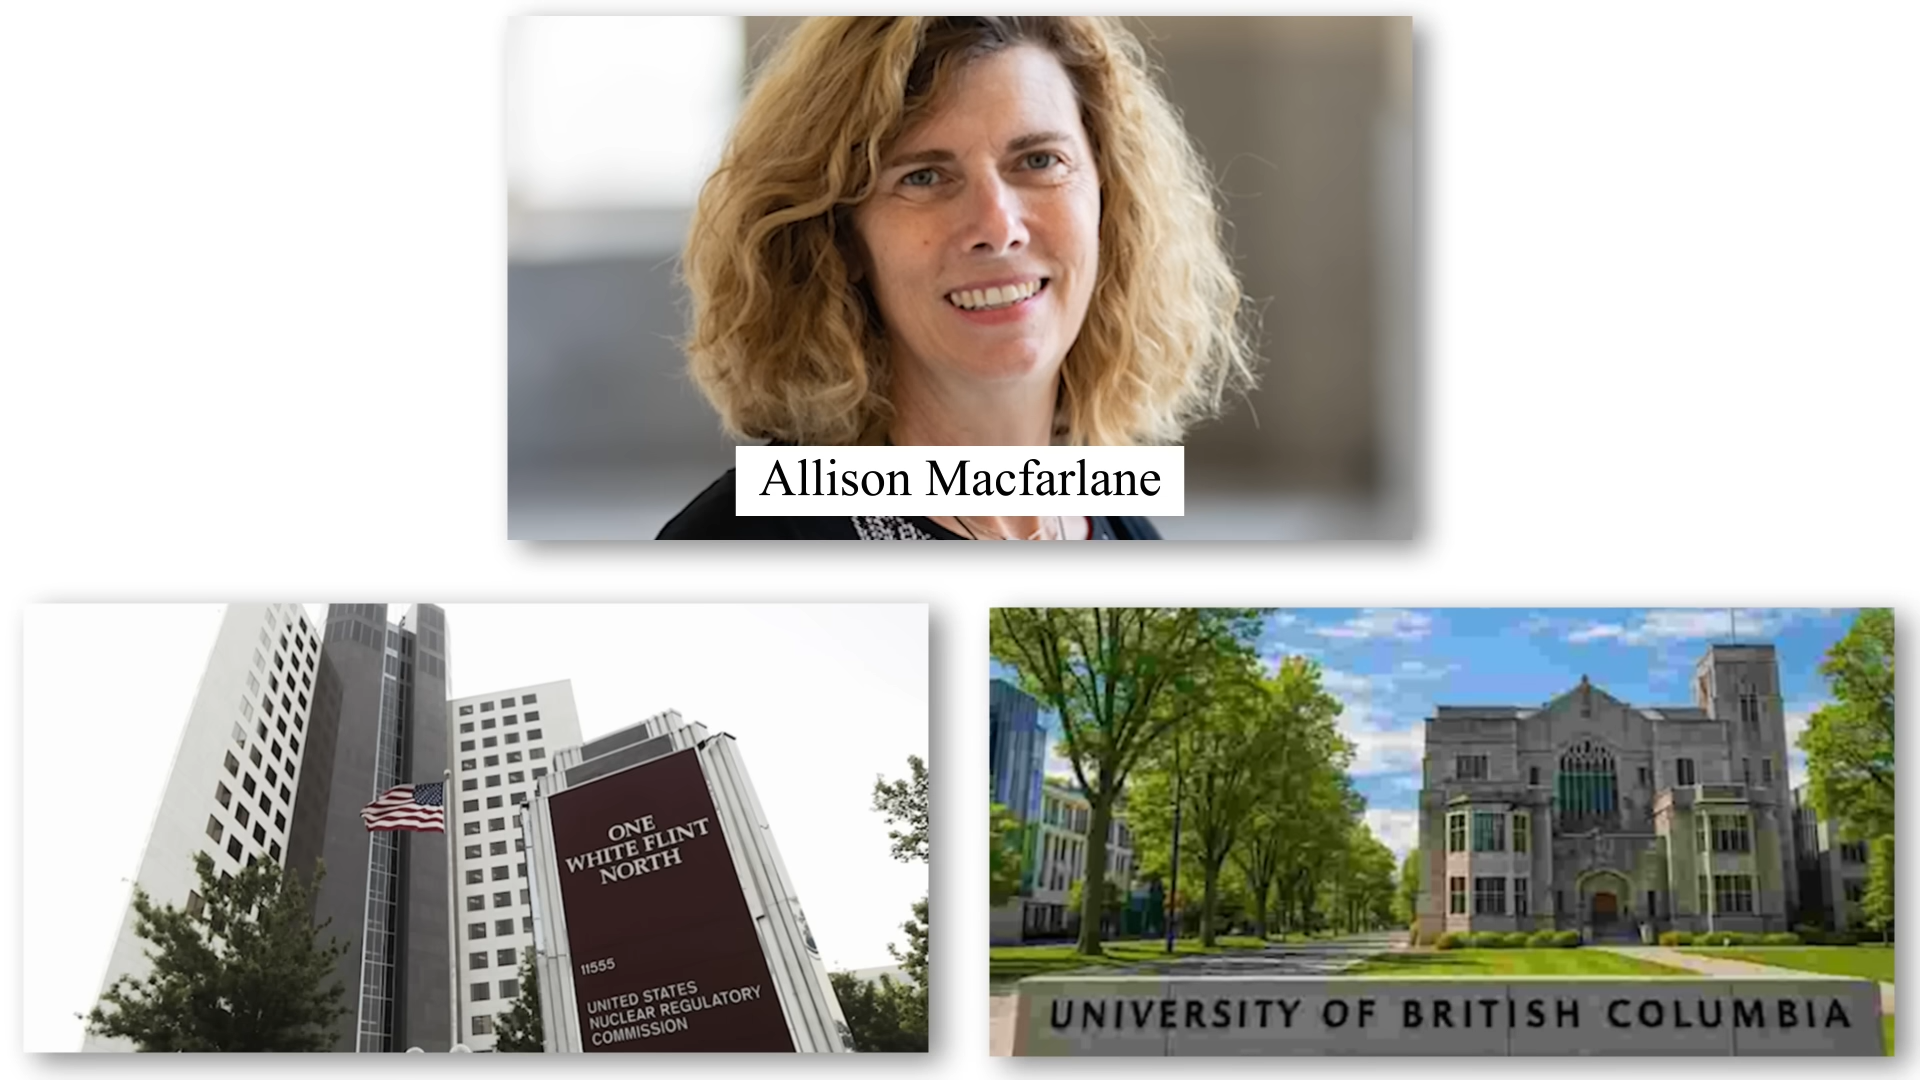 Allison Macfarlane
ONE
WHITE FLINT
NORTH
11555
UNITED STATES
NUCLEAR REGULATORY
COMMISSION
UNIVERSITY OF BRITISH COLUMBIA